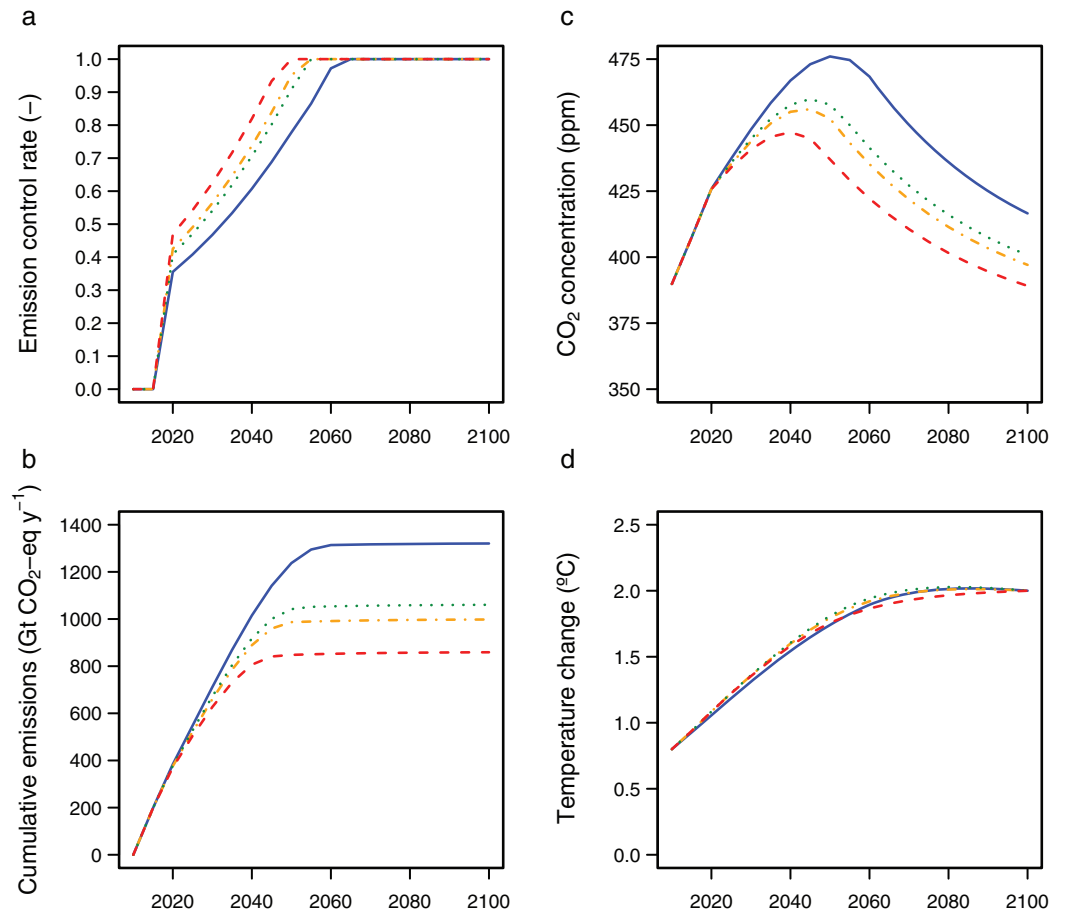 a
Emission control rate (−)
1.0
0.9
0.8
0.7
0.6
0.5
0.4
0.3
0.2
0.1
0.0
2020 2040 2060 2080 2100
b
Cumulative emissions (Gt CO₂−eq y⁻¹)
1400
1200
1000
800
600
400
200
0
2020 2040 2060 2080 2100
c
CO₂ concentration (ppm)
475
450
425
400
375
350
2020 2040 2060 2080 2100
d
Temperature change (ºC)
2.5
2.0
1.5
1.0
0.5
0.0
2020 2040 2060 2080 2100